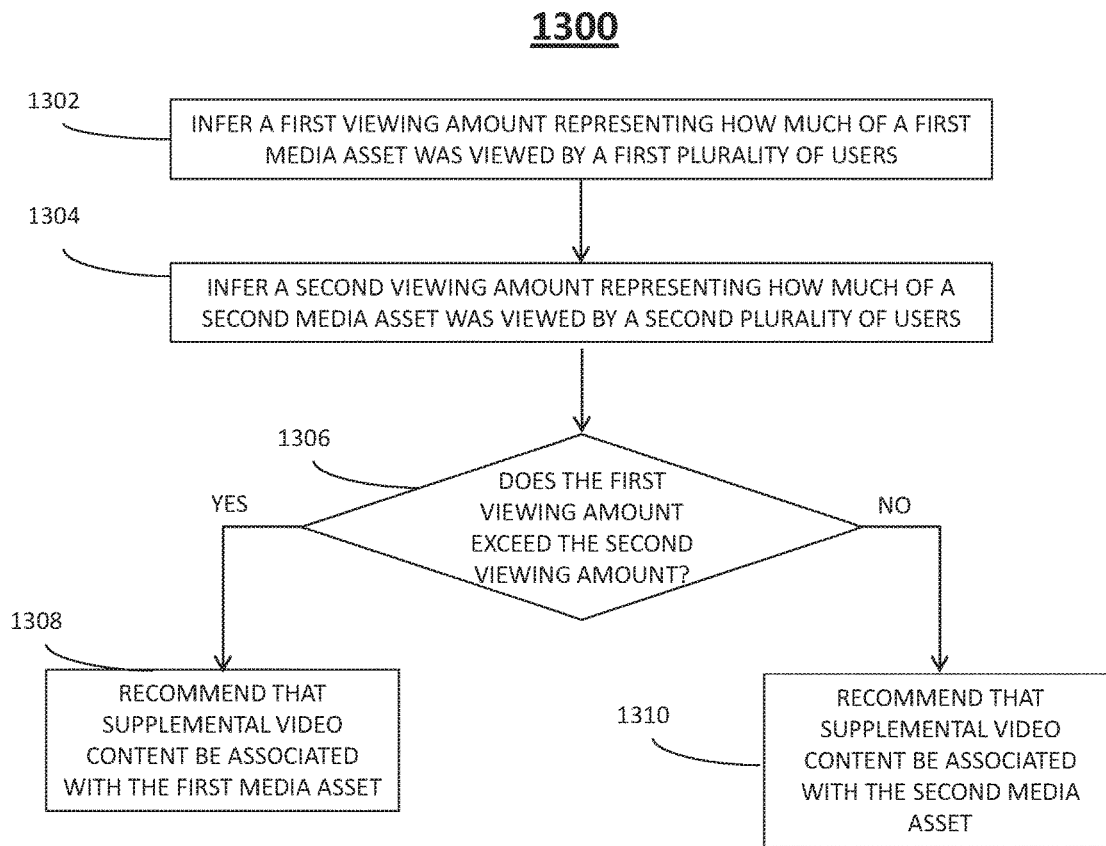 1300
1302
INFER A FIRST VIEWING AMOUNT REPRESENTING HOW MUCH OF A FIRST
MEDIA ASSET WAS VIEWED BY A FIRST PLURALITY OF USERS
1304
INFER A SECOND VIEWING AMOUNT REPRESENTING HOW MUCH OF A
SECOND MEDIA ASSET WAS VIEWED BY A SECOND PLURALITY OF USERS
1306
DOES THE FIRST
VIEWING AMOUNT
EXCEED THE SECOND
VIEWING AMOUNT?
YES
NO
1308
RECOMMEND THAT
SUPPLEMENTAL VIDEO
CONTENT BE ASSOCIATED
WITH THE FIRST MEDIA ASSET
1310
RECOMMEND THAT
SUPPLEMENTAL VIDEO
CONTENT BE ASSOCIATED
WITH THE SECOND MEDIA
ASSET